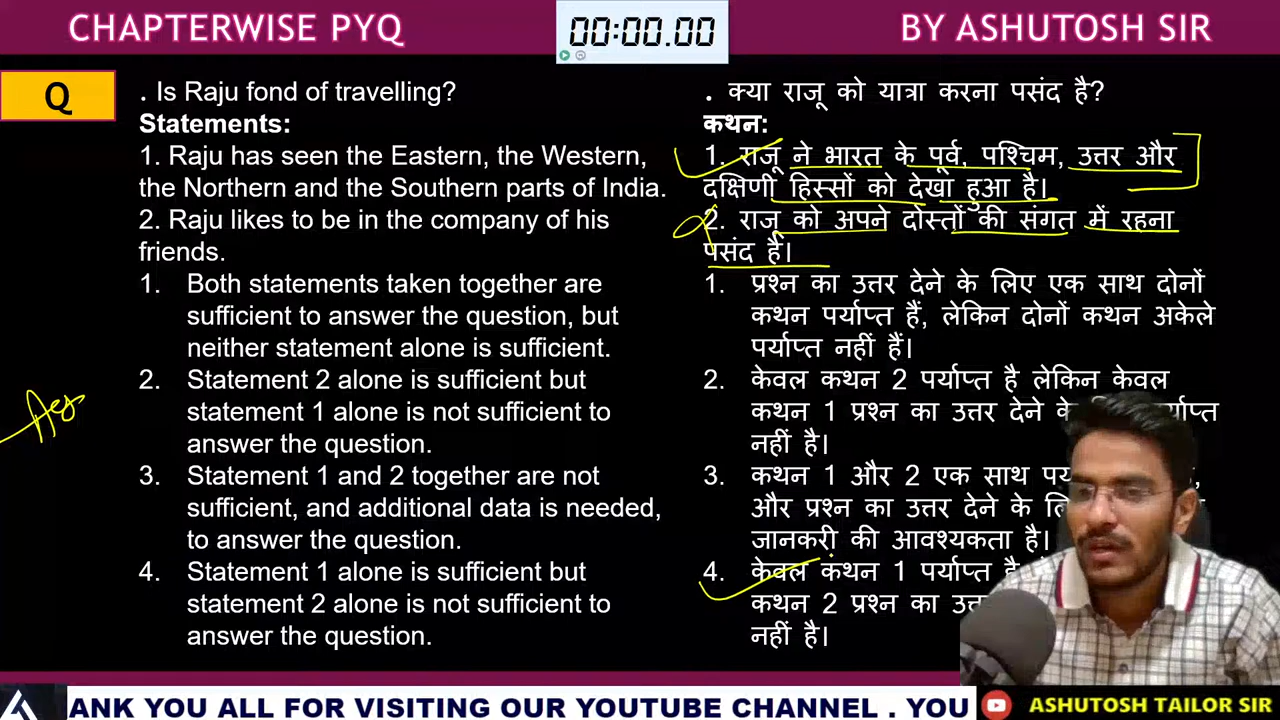 CHAPTERWISE PYQ
00:00.00
BY ASHUTOSH SIR
Q
. Is Raju fond of travelling?
Statements:
1. Raju has seen the Eastern, the Western,
the Northern and the Southern parts of India.
2. Raju likes to be in the company of his
friends.
1. Both statements taken together are
sufficient to answer the question, but
neither statement alone is sufficient.
2. Statement 2 alone is sufficient but
statement 1 alone is not sufficient to
answer the question.
3. Statement 1 and 2 together are not
sufficient, and additional data is needed,
to answer the question.
4. Statement 1 alone is sufficient but
statement 2 alone is not sufficient to
answer the question.
. क्या राजू को यात्रा करना पसंद है?
कथन:
1. राजू ने भारत के पूर्व, पश्चिम, उत्तर और
दक्षिणी हिस्सों को देखा हुआ है।
2. राजू को अपने दोस्तों की संगत में रहना
पसंद है।
1. प्रश्न का उत्तर देने के लिए एक साथ दोनों
कथन पर्याप्त हैं, लेकिन दोनों कथन अकेले
पर्याप्त नहीं हैं।
2. केवल कथन 2 पर्याप्त है लेकिन केवल
कथन 1 प्रश्न का उत्तर देने के
नहीं है।
3. कथन 1 और 2 एक साथ
और प्रश्न का उत्तर देने के
जानकरी की आवश्यकता है।
4. केवल कथन 1 पर्याप्त
कथन 2 प्रश्न का
नहीं है।
ANK YOU ALL FOR VISITING OUR YOUTUBE CHANNEL . YOU
ASHUTOSH TAILOR SIR